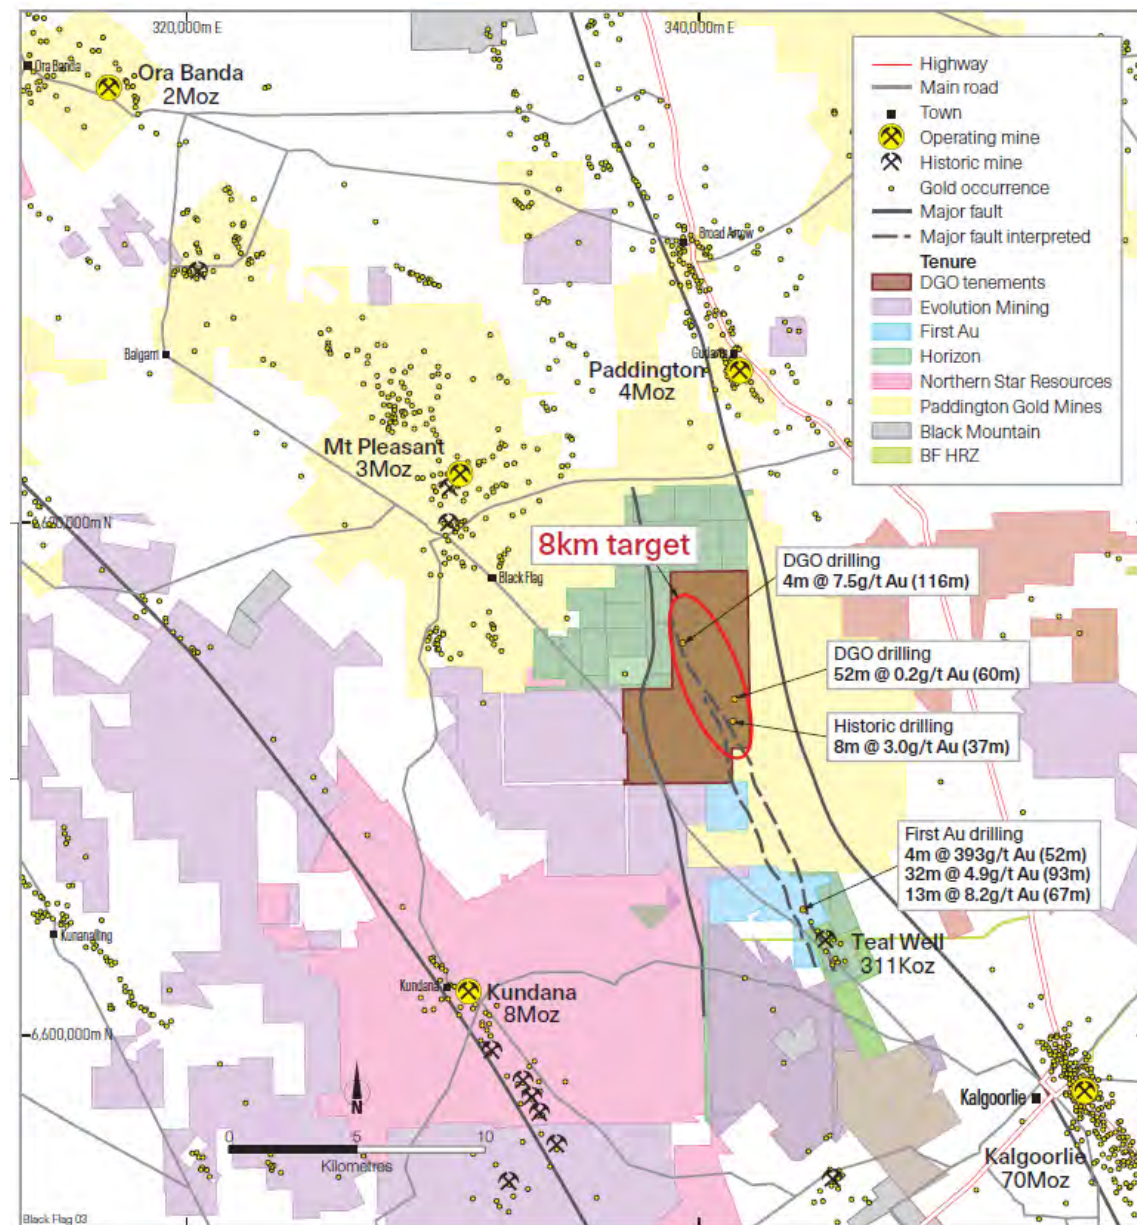 320,000m E
340,000m E
Ora Banda
Ora Banda
2Moz
Highway
Main road
Town
Operating mine
Historic mine
Gold occurrence
Major fault
Major fault interpreted
Tenure
DGO tenements
Evolution Mining
First Au
Horizon
Northern Star Resources
Paddington Gold Mines
Black Mountain
BF HRZ
Broad Arrow
Balgarri
Paddington
4Moz
Mt Pleasant
3Moz
8km target
Black Flag
DGO drilling
4m @ 7.5g/t Au (116m)
DGO drilling
52m @ 0.2g/t Au (60m)
Historic drilling
8m @ 3.0g/t Au (37m)
First Au drilling
4m @ 393g/t Au (52m)
32m @ 4.9g/t Au (93m)
13m @ 8.2g/t Au (67m)
Kunanalling
Teal Well
311Koz
Kundana
Kundana
8Moz
6,600,000m N
N
0 5 10
Kilometres
Kalgoorlie
Kalgoorlie
70Moz
Black Flag 03